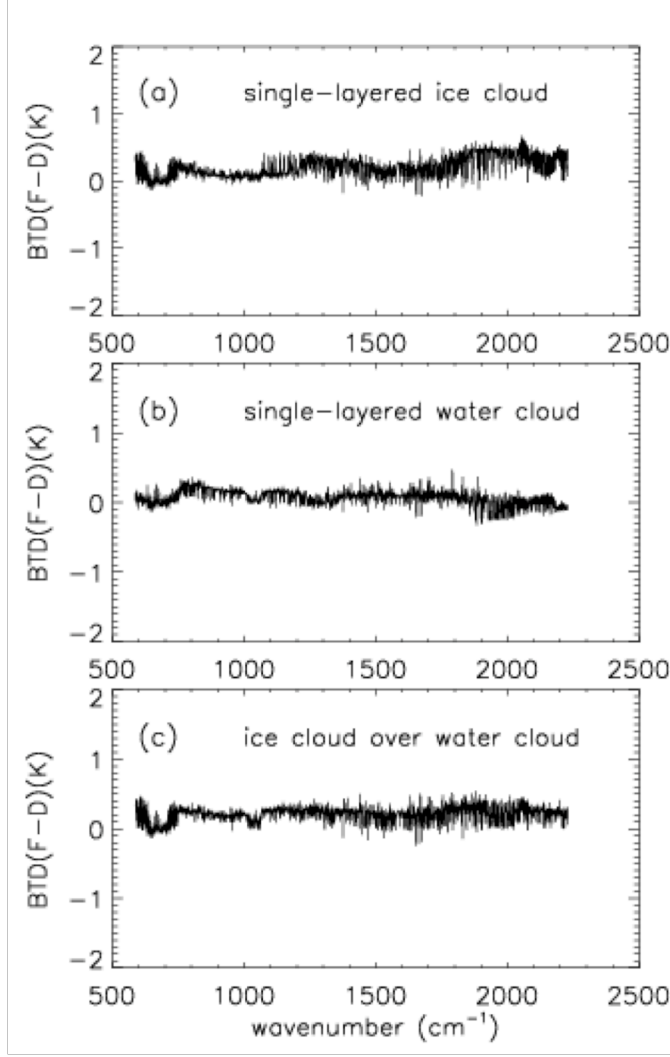 2
(a) single-layered ice cloud
1
0
BTD(F-D)(K)
-1
-2
500 1000 1500 2000 2500
2
(b) single-layered water cloud
1
0
BTD(F-D)(K)
-1
-2
500 1000 1500 2000 2500
2
(c) ice cloud over water cloud
1
0
BTD(F-D)(K)
-1
-2
500 1000 1500 2000 2500
wavenumber (cm⁻¹)